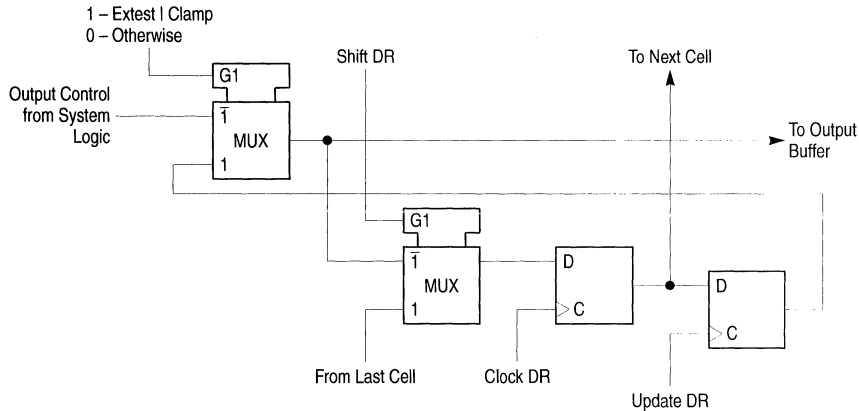 1 – Extest | Clamp
0 – Otherwise
G1
Shift DR
To Next Cell
Output Control
from System
Logic
1̅
MUX
1
To Output
Buffer
G1
1̅
MUX
1
D
C
D
C
From Last Cell
Clock DR
Update DR